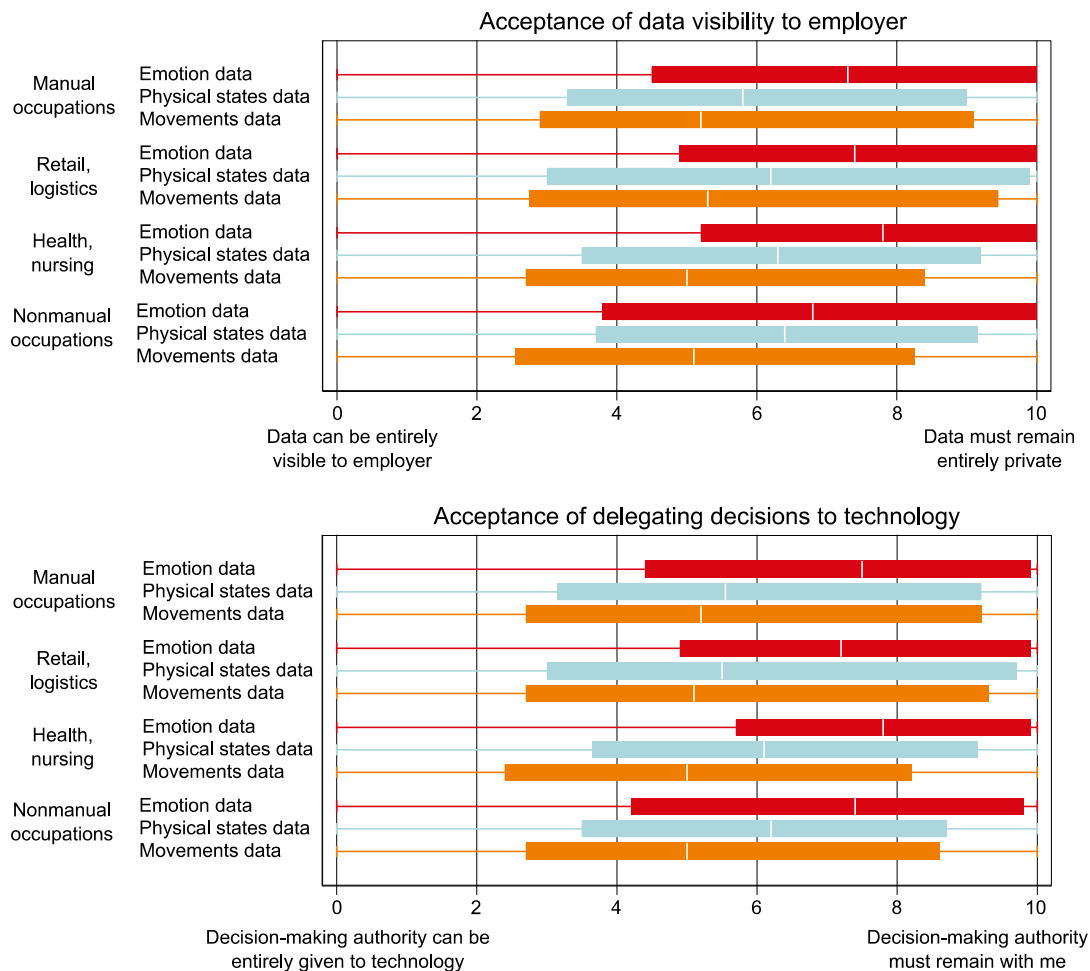 Acceptance of data visibility to employer
Manual
occupations
Emotion data
Physical states data
Movements data
Retail,
logistics
Emotion data
Physical states data
Movements data
Health,
nursing
Emotion data
Physical states data
Movements data
Nonmanual
occupations
Emotion data
Physical states data
Movements data
0 2 4 6 8 10
Data can be entirely
visible to employer
Data must remain
entirely private
Acceptance of delegating decisions to technology
Manual
occupations
Emotion data
Physical states data
Movements data
Retail,
logistics
Emotion data
Physical states data
Movements data
Health,
nursing
Emotion data
Physical states data
Movements data
Nonmanual
occupations
Emotion data
Physical states data
Movements data
0 2 4 6 8 10
Decision-making authority can be
entirely given to technology
Decision-making authority
must remain with me